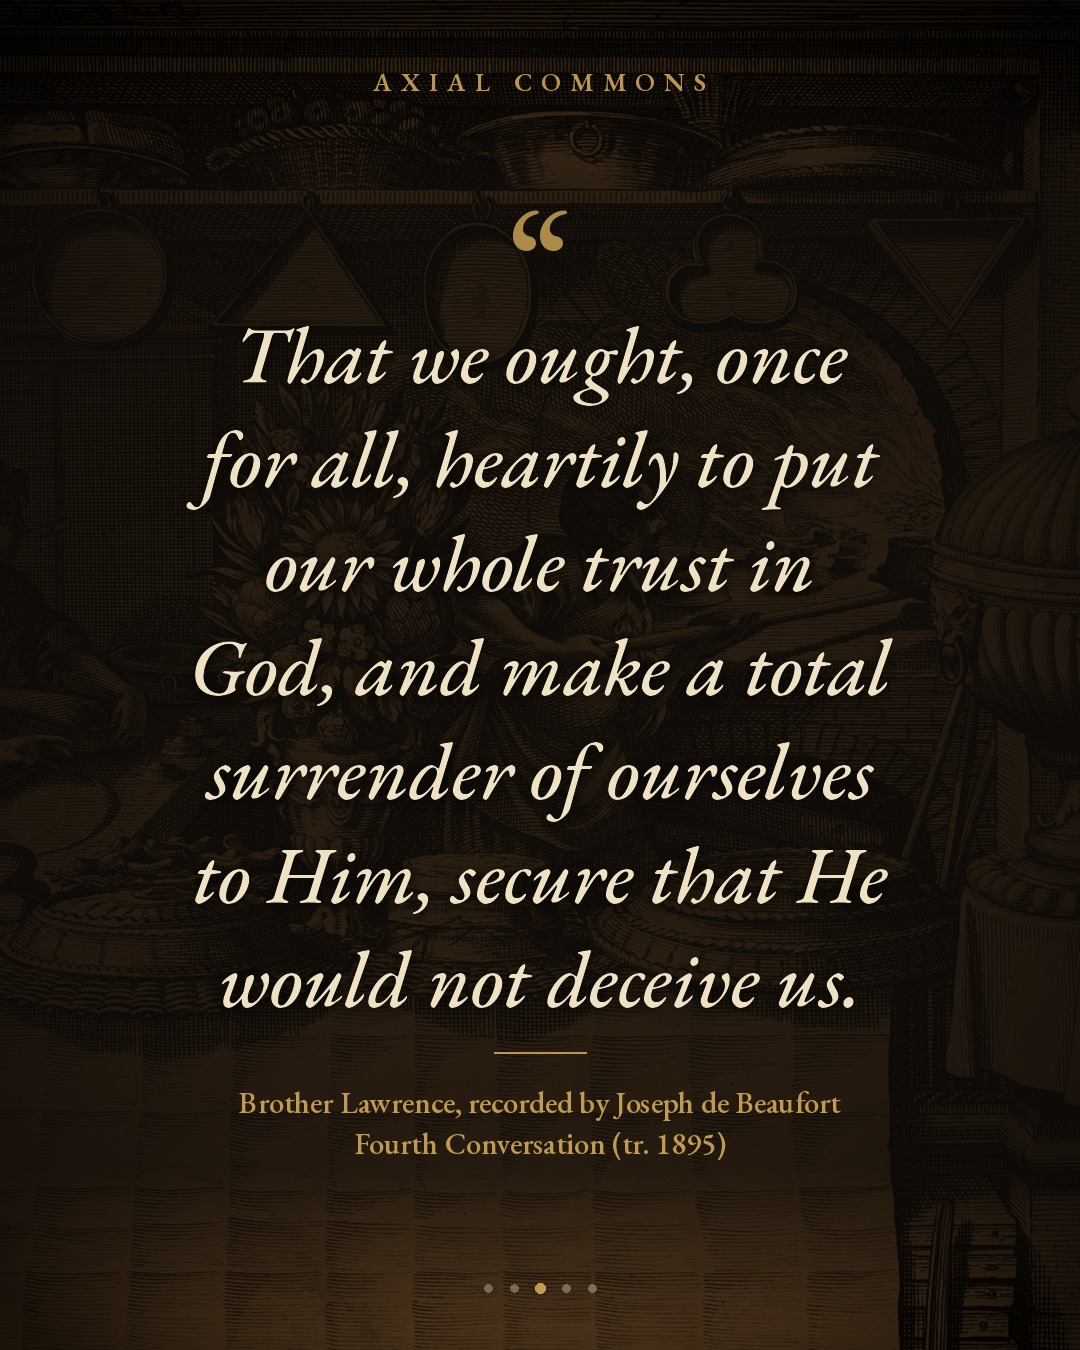 AXIAL COMMONS
“
That we ought, once
for all, heartily to put
our whole trust in
God, and make a total
surrender of ourselves
to Him, secure that He
would not deceive us.
Brother Lawrence, recorded by Joseph de Beaufort
Fourth Conversation (tr. 1895)